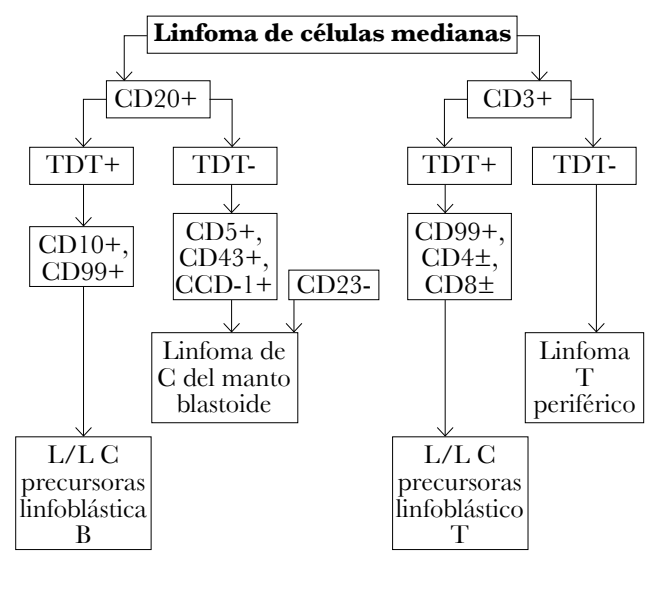 Linfoma de células medianas
CD20+
CD3+
TDT+
TDT-
TDT+
TDT-
CD10+,
CD99+
CD5+,
CD43+,
CCD-1+
CD23-
CD99+,
CD4±,
CD8±
Linfoma de
C del manto
blastoide
Linfoma
T
periférico
L/L C
precursoras
linfoblástica
B
L/L C
precursoras
linfoblástico
T